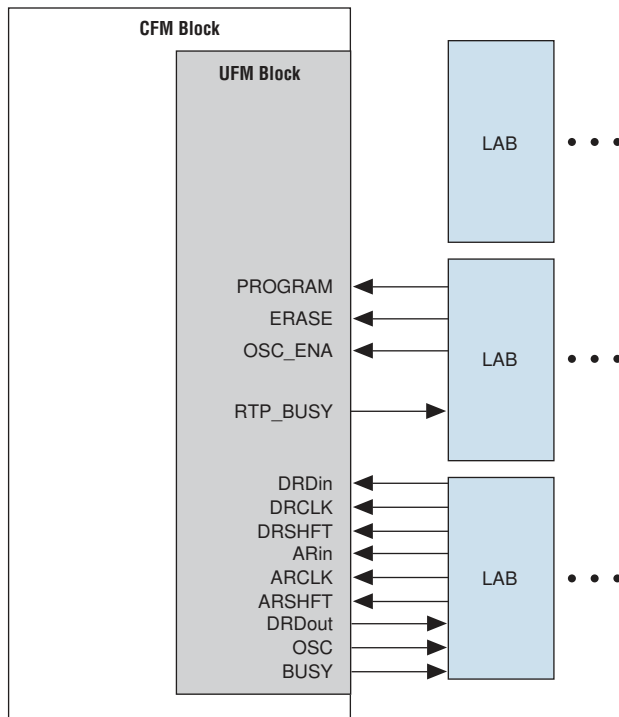 CFM Block
UFM Block
LAB
PROGRAM
ERASE
OSC_ENA
LAB
RTP_BUSY
DRDin
DRCLK
DRSHFT
ARin
ARCLK
LAB
ARSHFT
DRDout
OSC
BUSY